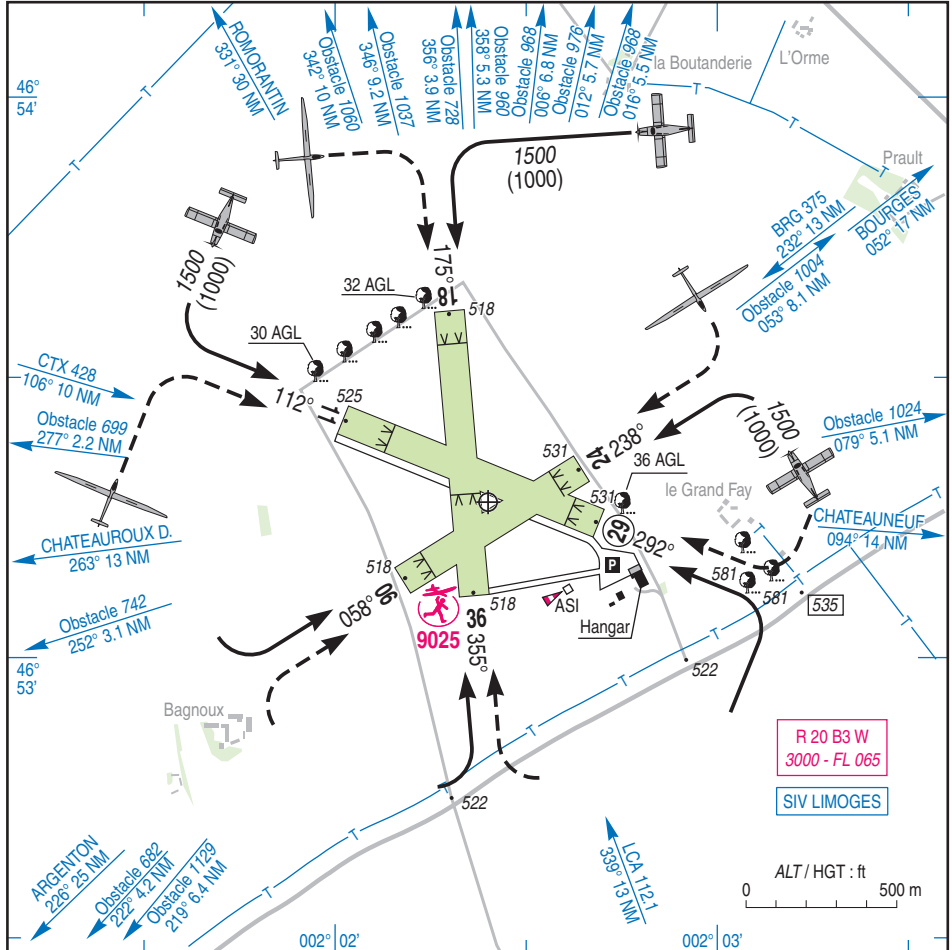 ROMORANTIN
331° 30 NM
Obstacle 1060
342° 10 NM
Obstacle 1037
346° 9.2 NM
Obstacle 728
356° 3.9 NM
Obstacle 960
358° 5.3 NM
Obstacle 968
006° 6.8 NM
Obstacle 976
012° 5.7 NM
Obstacle 968
016° 5.5 NM
la Boutanderie
L'Orme
46°
54'
T
T
T
1500
(1000)
Prault
BRG 375
232° 13 NM
BOURGES
052° 17 NM
Obstacle 1004
053° 8.1 NM
1500
(1000)
175°
18
32 AGL
518
30 AGL
CTX 428
106° 10 NM
112°
11
525
Obstacle 699
277° 2.2 NM
1500
(1000)
Obstacle 1024
079° 5.1 NM
238°
24
531
36 AGL
531
le Grand Fay
29
292°
CHATEAUNEUF
094° 14 NM
CHATEAUROUX D.
263° 13 NM
P
T
T
581
581
535
518
06
058°
9025
36
355°
518
ASI
Hangar
Obstacle 742
252° 3.1 NM
46°
53'
522
T
T
Bagnoux
R 20 B3 W
3000 - FL 065
SIV LIMOGES
522
T
T
ARGENTON
226° 25 NM
Obstacle 682
222° 4.2 NM
Obstacle 1129
219° 6.4 NM
LCA 112.1
339° 13 NM
ALT / HGT : ft
0
500 m
002° 02'
002° 03'